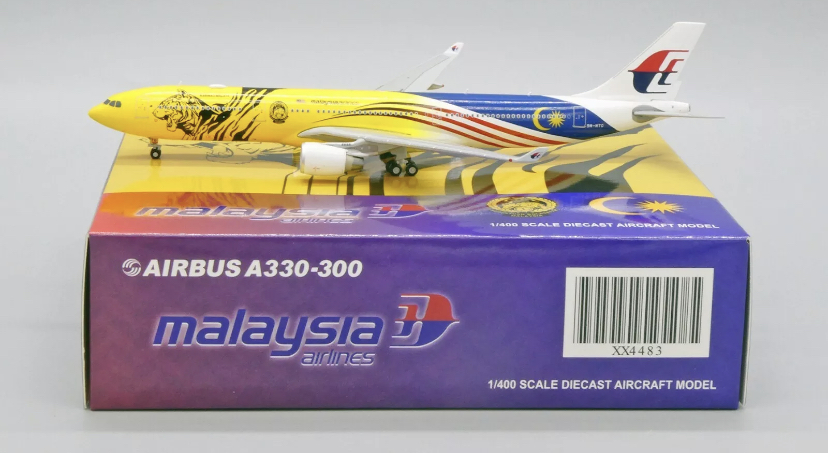 malaysia
malaysia
airlines
1/400 SCALE DIECAST AIRCRAFT MODEL
AIRBUS A330-300
malaysia
airlines
XX4483
1/400 SCALE DIECAST AIRCRAFT MODEL